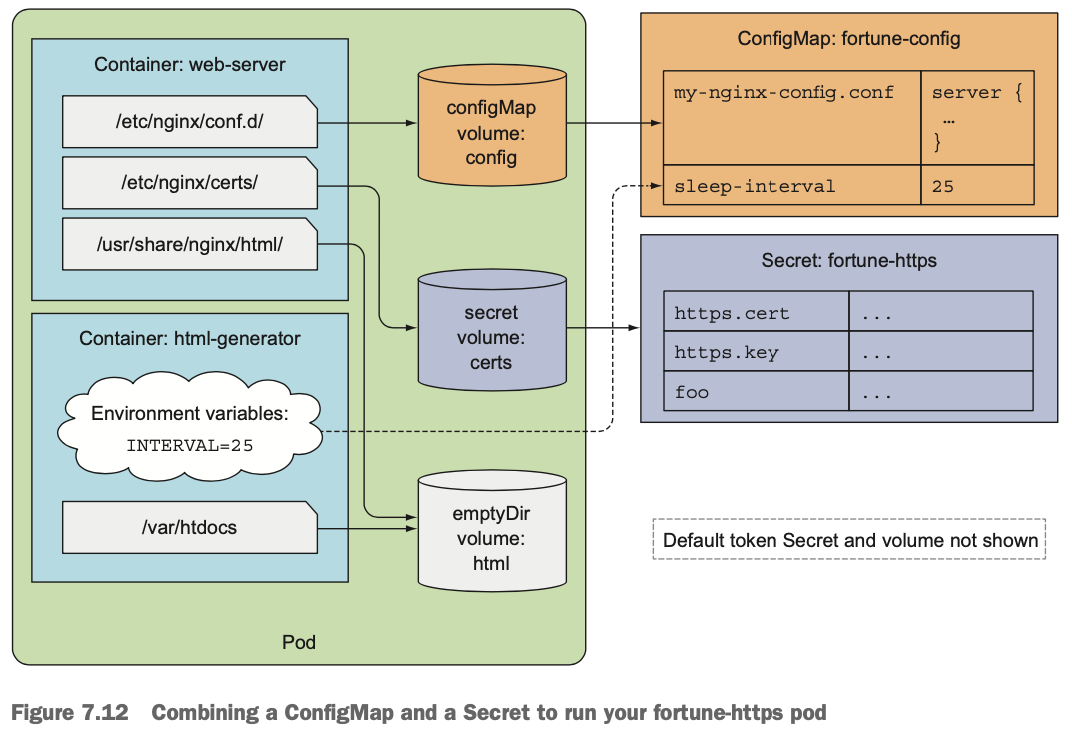 Container: web-server
/etc/nginx/conf.d/
/etc/nginx/certs/
/usr/share/nginx/html/
Container: html-generator
Environment variables:
INTERVAL=25
/var/htdocs
configMap
volume:
config
secret
volume:
certs
emptyDir
volume:
html
Pod
ConfigMap: fortune-config
my-nginx-config.conf
server {
…
}
sleep-interval
25
Secret: fortune-https
https.cert
...
https.key
...
foo
...
Default token Secret and volume not shown
Figure 7.12 Combining a ConfigMap and a Secret to run your fortune-https pod